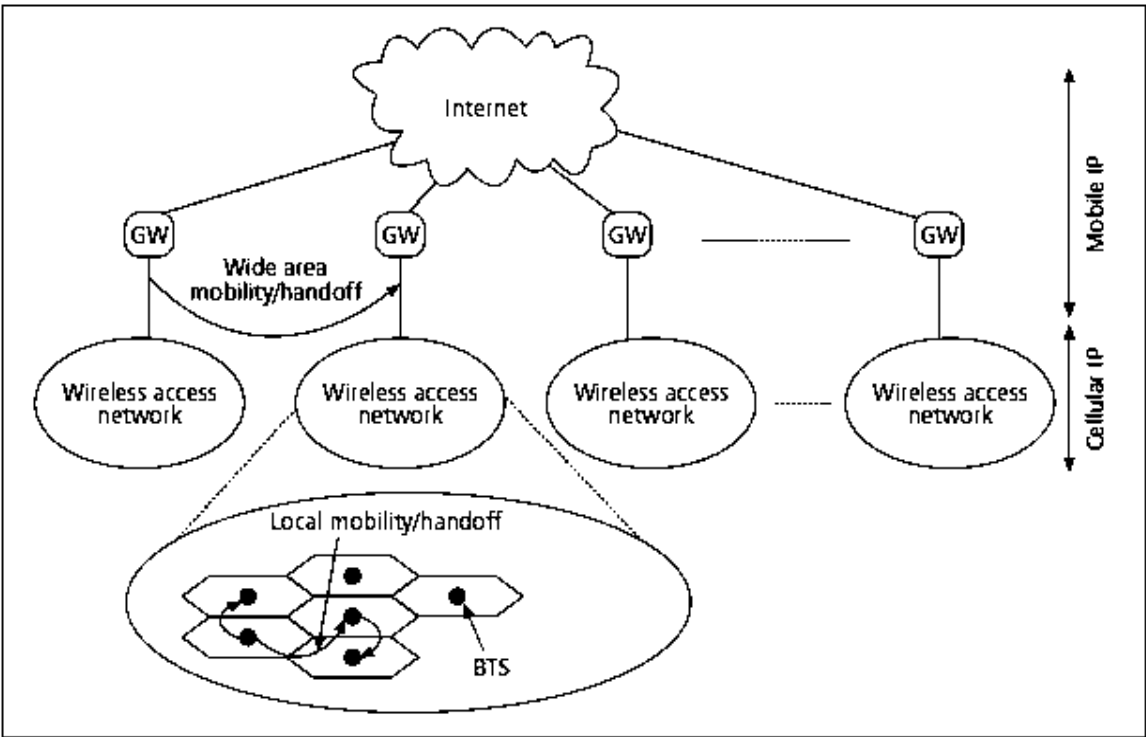 Internet
GW
GW
GW
GW
Wide area
mobility/handoff
Mobile IP
Wireless access
network
Wireless access
network
Wireless access
network
Wireless access
network
Cellular IP
Local mobility/handoff
BTS